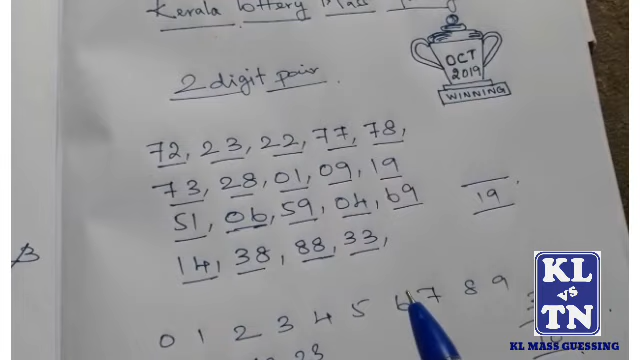 Kerala lottery
OCT
2019
WINNING
2 digit pair
72, 23, 22, 77, 78,
73, 28, 01, 09, 19
51, 06, 59, 04, 69
14, 38, 88, 33,
19
0 1 2 3 4 5 6 7 8 9
23
KL
VS
TN
KL MASS GUESSING